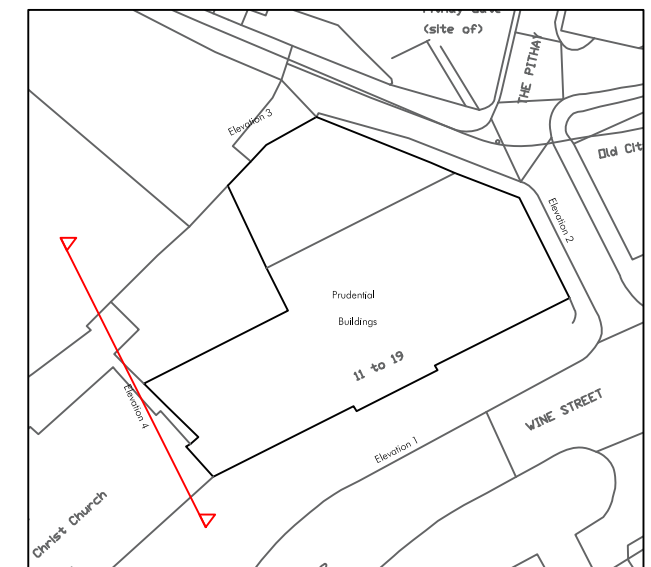 (site of)
THE PITHAY
Elevation 3
Old Cit
Elevation 2
Prudential
Buildings
11 to 19
Elevation 4
WINE STREET
Elevation 1
Christ Church